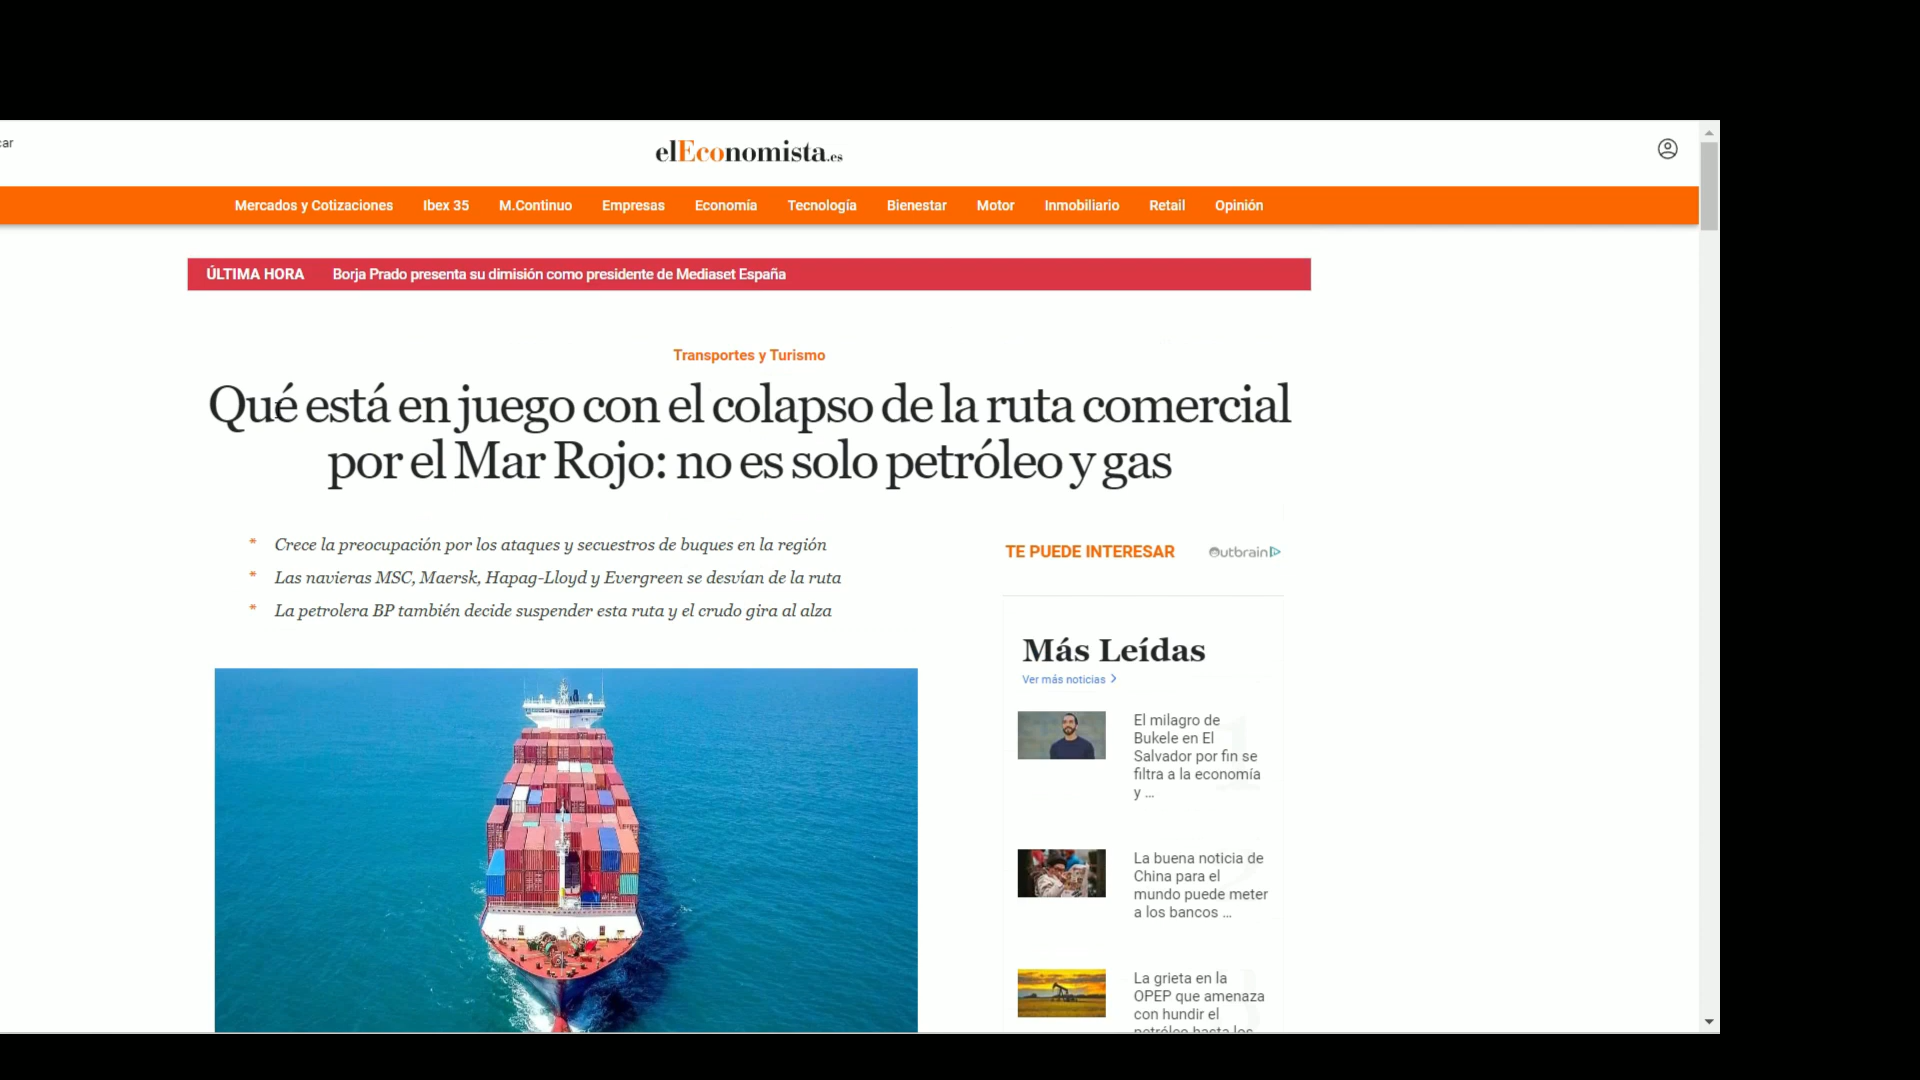 elEconomista.es
Mercados y Cotizaciones Ibex 35 M.Continuo Empresas Economía Tecnología Bienestar Motor Inmobiliario Retail Opinión
ÚLTIMA HORA Borja Prado presenta su dimisión como presidente de Mediaset España
Transportes y Turismo
Qué está en juego con el colapso de la ruta comercial
por el Mar Rojo: no es solo petróleo y gas
* Crece la preocupación por los ataques y secuestros de buques en la región
* Las navieras MSC, Maersk, Hapag-Lloyd y Evergreen se desvían de la ruta
* La petrolera BP también decide suspender esta ruta y el crudo gira al alza
TE PUEDE INTERESAR Outbrain
Más Leídas
Ver más noticias
El milagro de
Bukele en El
Salvador por fin se
filtra a la economía
y ...
La buena noticia de
China para el
mundo puede meter
a los bancos ...
La grieta en la
OPEP que amenaza
con hundir el
petróleo hasta los